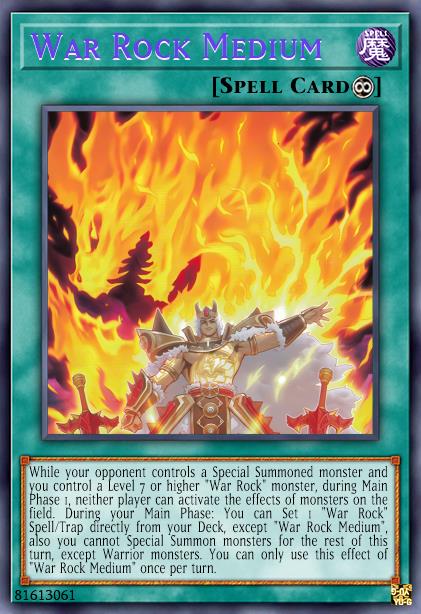 War Rock Medium
SPELL
魔
[Spell Card]
While your opponent controls a Special Summoned monster and
you control a Level 7 or higher "War Rock" monster, during Main
Phase 1, neither player can activate the effects of monsters on the
field. During your Main Phase: You can Set 1 "War Rock"
Spell/Trap directly from your Deck, except "War Rock Medium",
also you cannot Special Summon monsters for the rest of this
turn, except Warrior monsters. You can only use this effect of
"War Rock Medium" once per turn.
81613061